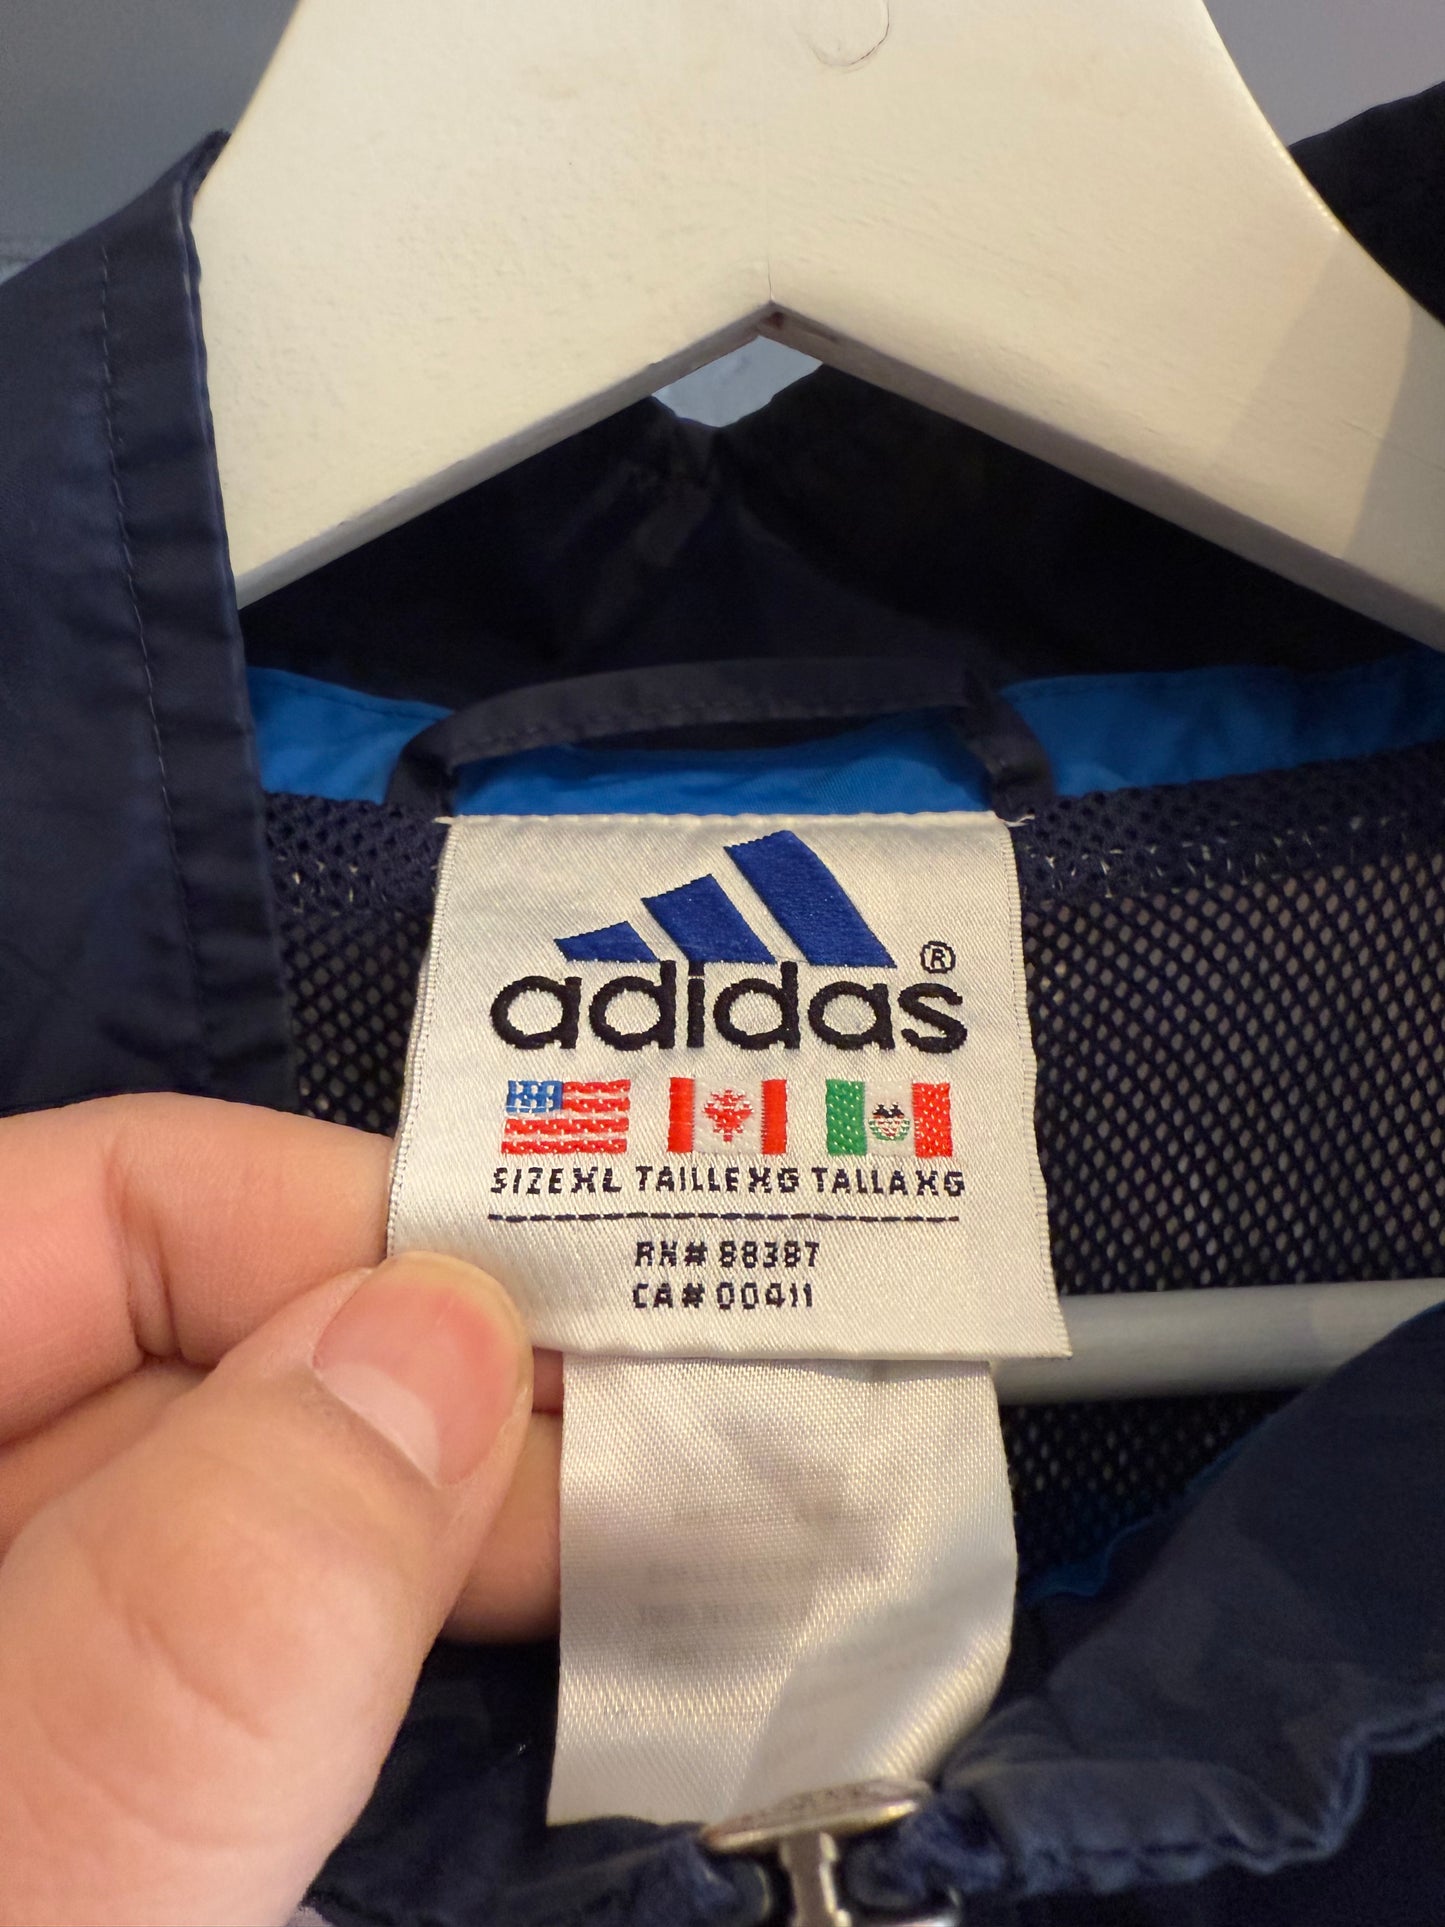 adidas®
SIZE XL TAILLE XG TALLA XG
RN# 88387
CA# 00411